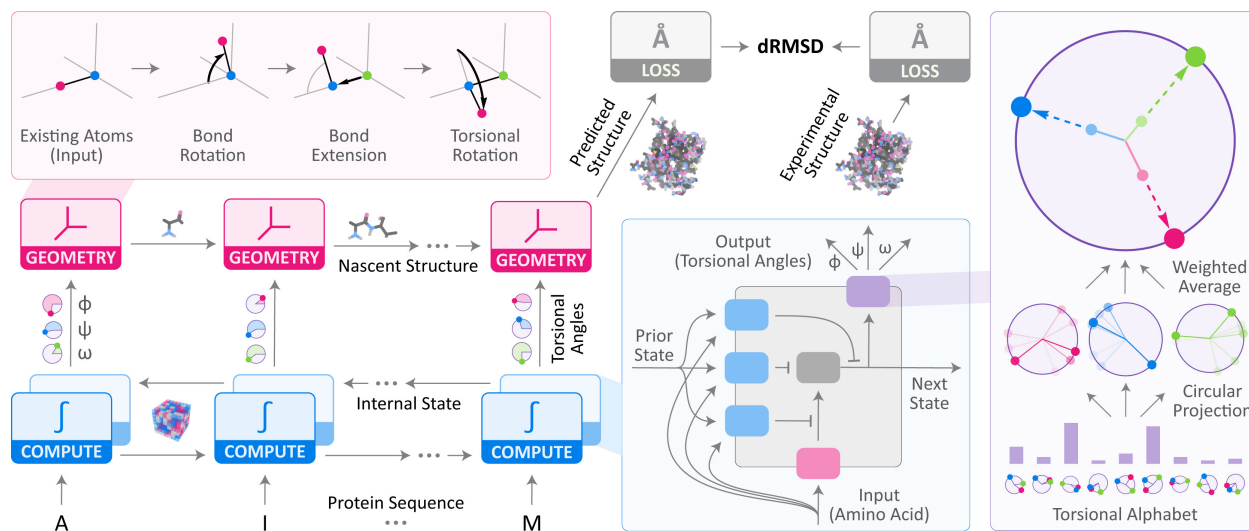 Existing Atoms
(Input)
Bond
Rotation
Bond
Extension
Torsional
Rotation
Å
LOSS
dRMSD
Å
LOSS
Predicted
Structure
Experimental
Structure
GEOMETRY
GEOMETRY
Nascent Structure
GEOMETRY
ϕ
ψ
ω
Torsional
Angles
Internal State
∫
COMPUTE
∫
COMPUTE
∫
COMPUTE
A
I
M
Protein Sequence
Output
(Torsional Angles)
ϕ
ψ
ω
Prior
State
Next
State
Input
(Amino Acid)
Weighted
Average
Circular
Projection
Torsional Alphabet